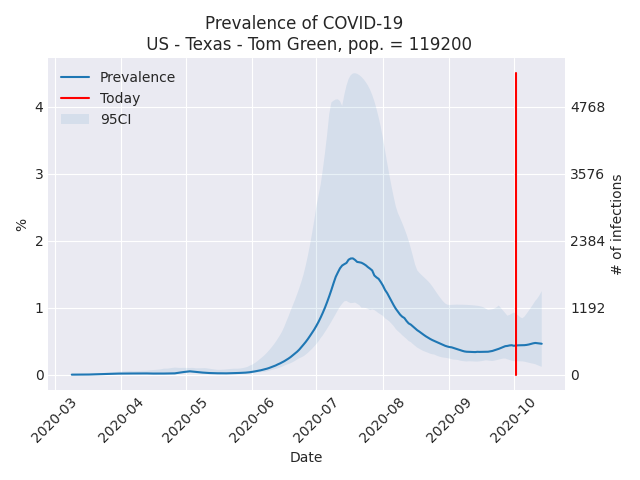 Prevalence of COVID-19
US - Texas - Tom Green, pop. = 119200
Prevalence
Today
95CI
4
3
2
1
0
%
4768
3576
2384
1192
0
# of infections
2020-03
2020-04
2020-05
2020-06
2020-07
2020-08
2020-09
2020-10
Date